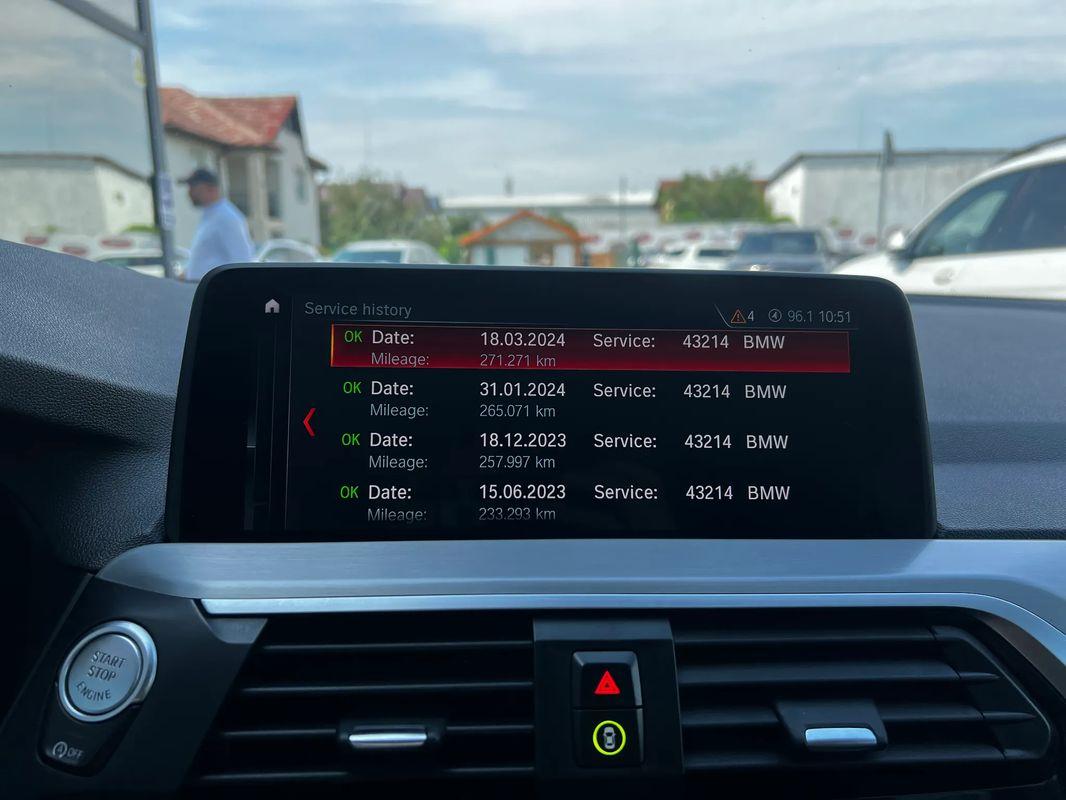 Service history 4 96.1 10:51
OK Date: 18.03.2024 Service: 43214 BMW
Mileage: 271.271 km
OK Date: 31.01.2024 Service: 43214 BMW
Mileage: 265.071 km
OK Date: 18.12.2023 Service: 43214 BMW
Mileage: 257.997 km
OK Date: 15.06.2023 Service: 43214 BMW
Mileage: 233.293 km
START
STOP
ENGINE
A OFF